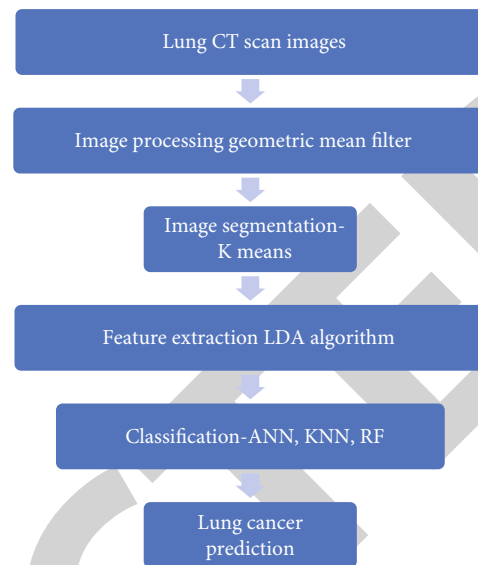 Lung CT scan images
Image processing geometric mean filter
Image segmentation-
K means
Feature extraction LDA algorithm
Classification-ANN, KNN, RF
Lung cancer
prediction